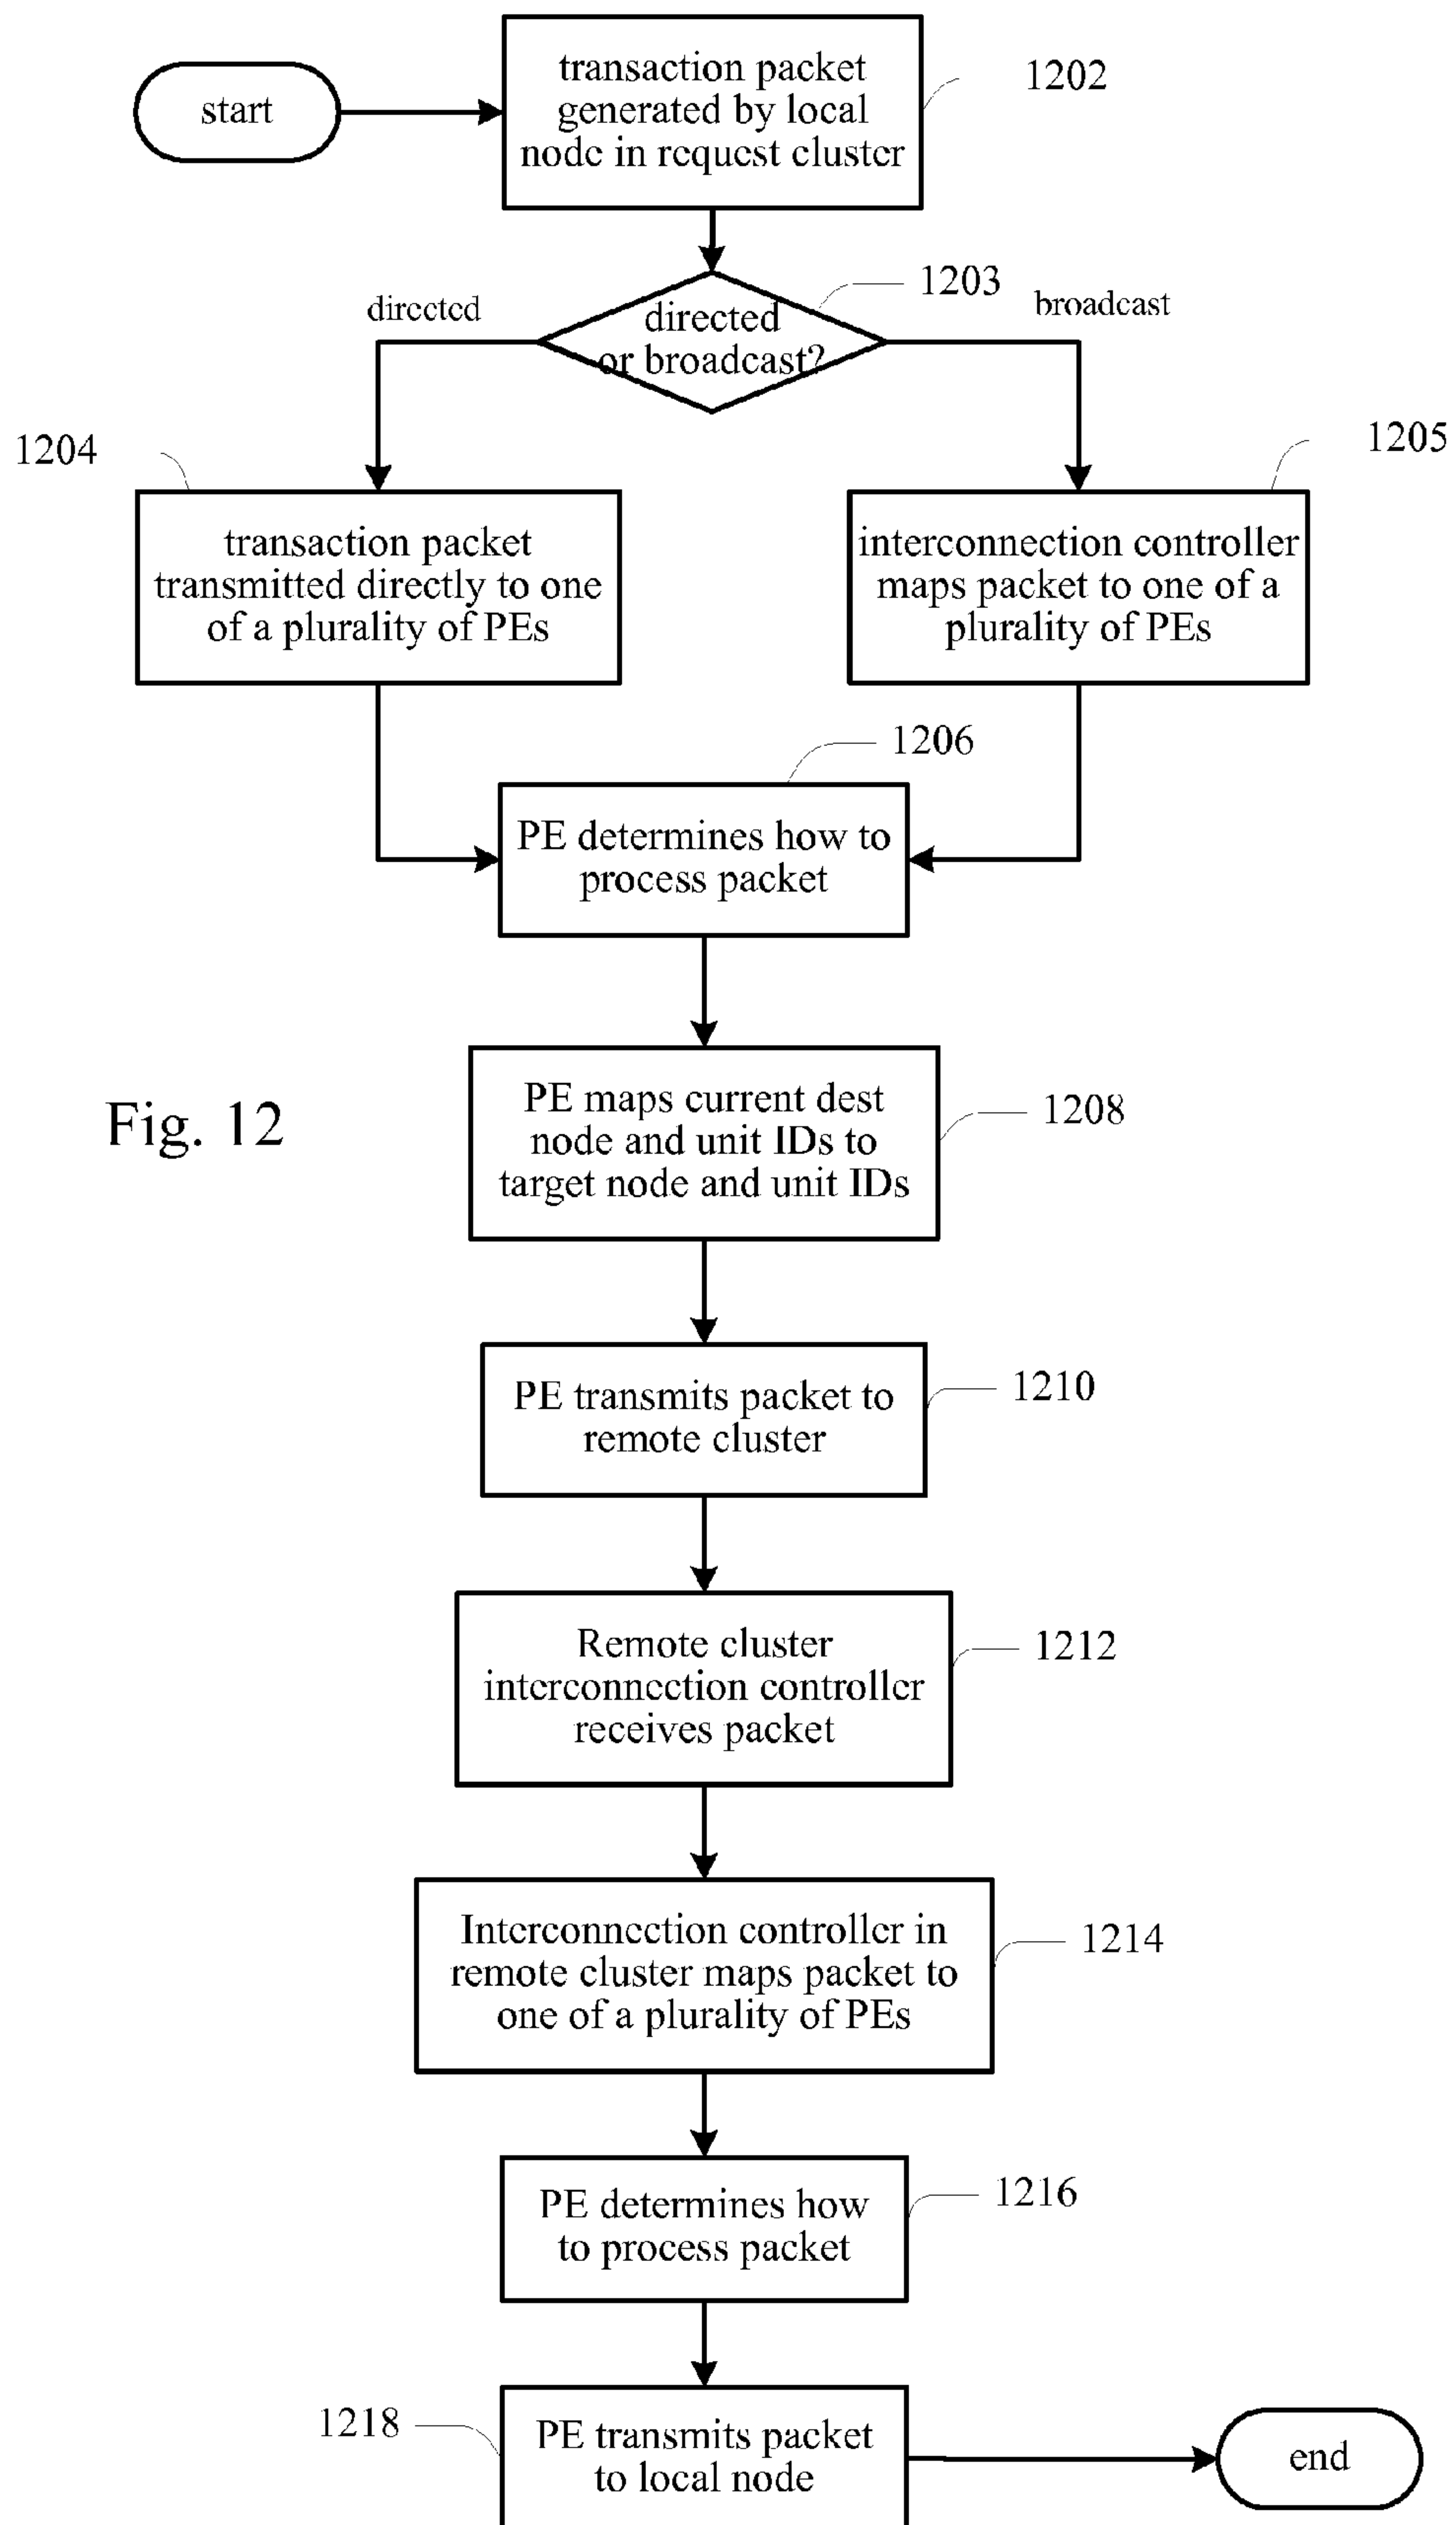 start
transaction packet
generated by local
node in request cluster
1202
directed
or broadcast?
1203
directed
broadcast
1204
transaction packet
transmitted directly to one
of a plurality of PEs
1205
interconnection controller
maps packet to one of a
plurality of PEs
1206
PE determines how to
process packet
Fig. 12
PE maps current dest
node and unit IDs to
target node and unit IDs
1208
PE transmits packet to
remote cluster
1210
Remote cluster
interconnection controller
receives packet
1212
Interconnection controller in
remote cluster maps packet to
one of a plurality of PEs
1214
PE determines how
to process packet
1216
1218
PE transmits packet
to local node
end